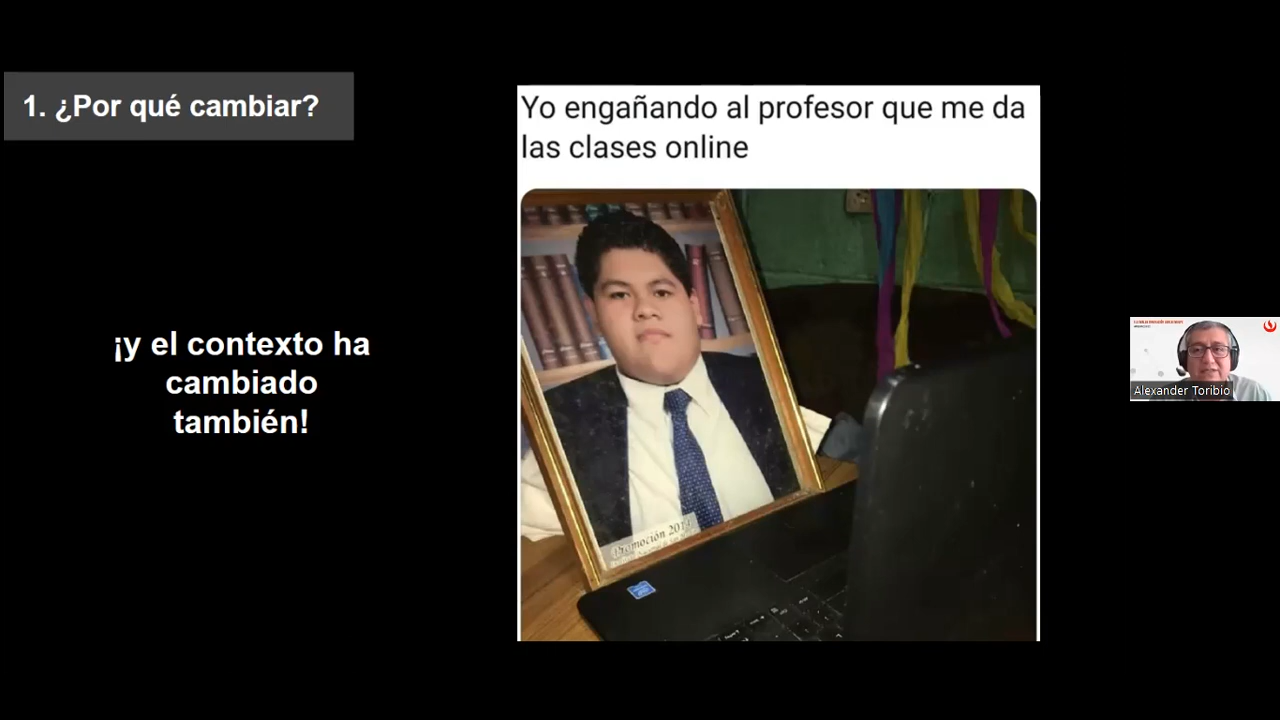 1. ¿Por qué cambiar?
Yo engañando al profesor que me da
las clases online
¡y el contexto ha
cambiado
también!
Promoción
Alexander Toribio